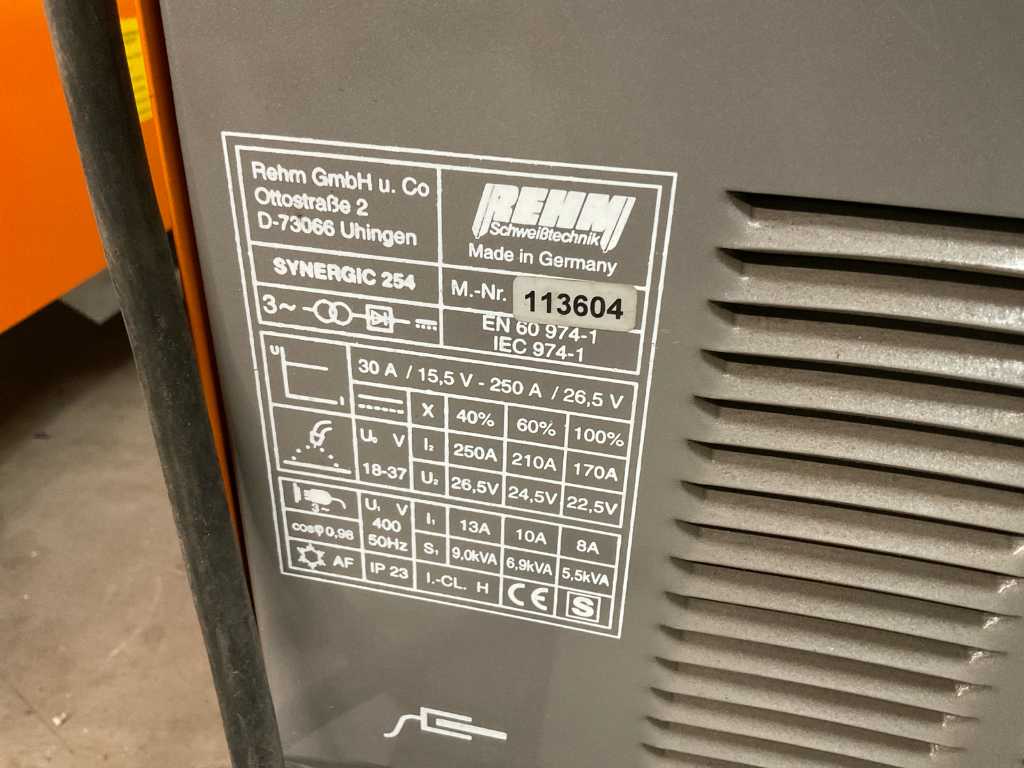 Rehm GmbH u. Co
Ottostraße 2
D-73066 Uhingen
REHM
Schweißtechnik
Made in Germany
SYNERGIC 254
M.-Nr. 113604
3~
EN 60 974-1
IEC 974-1
U
I
30 A / 15,5 V - 250 A / 26,5 V
X 40% 60% 100%
U₀ V
18-37
I₂ 250A 210A 170A
U₂ 26,5V 24,5V 22,5V
3~
U₁ V
400
50Hz
I₁ 13A 10A 8A
cosφ 0,98
S₁ 9,0kVA 6,9kVA 5,5kVA
AF IP 23 I.-CL. H CE S